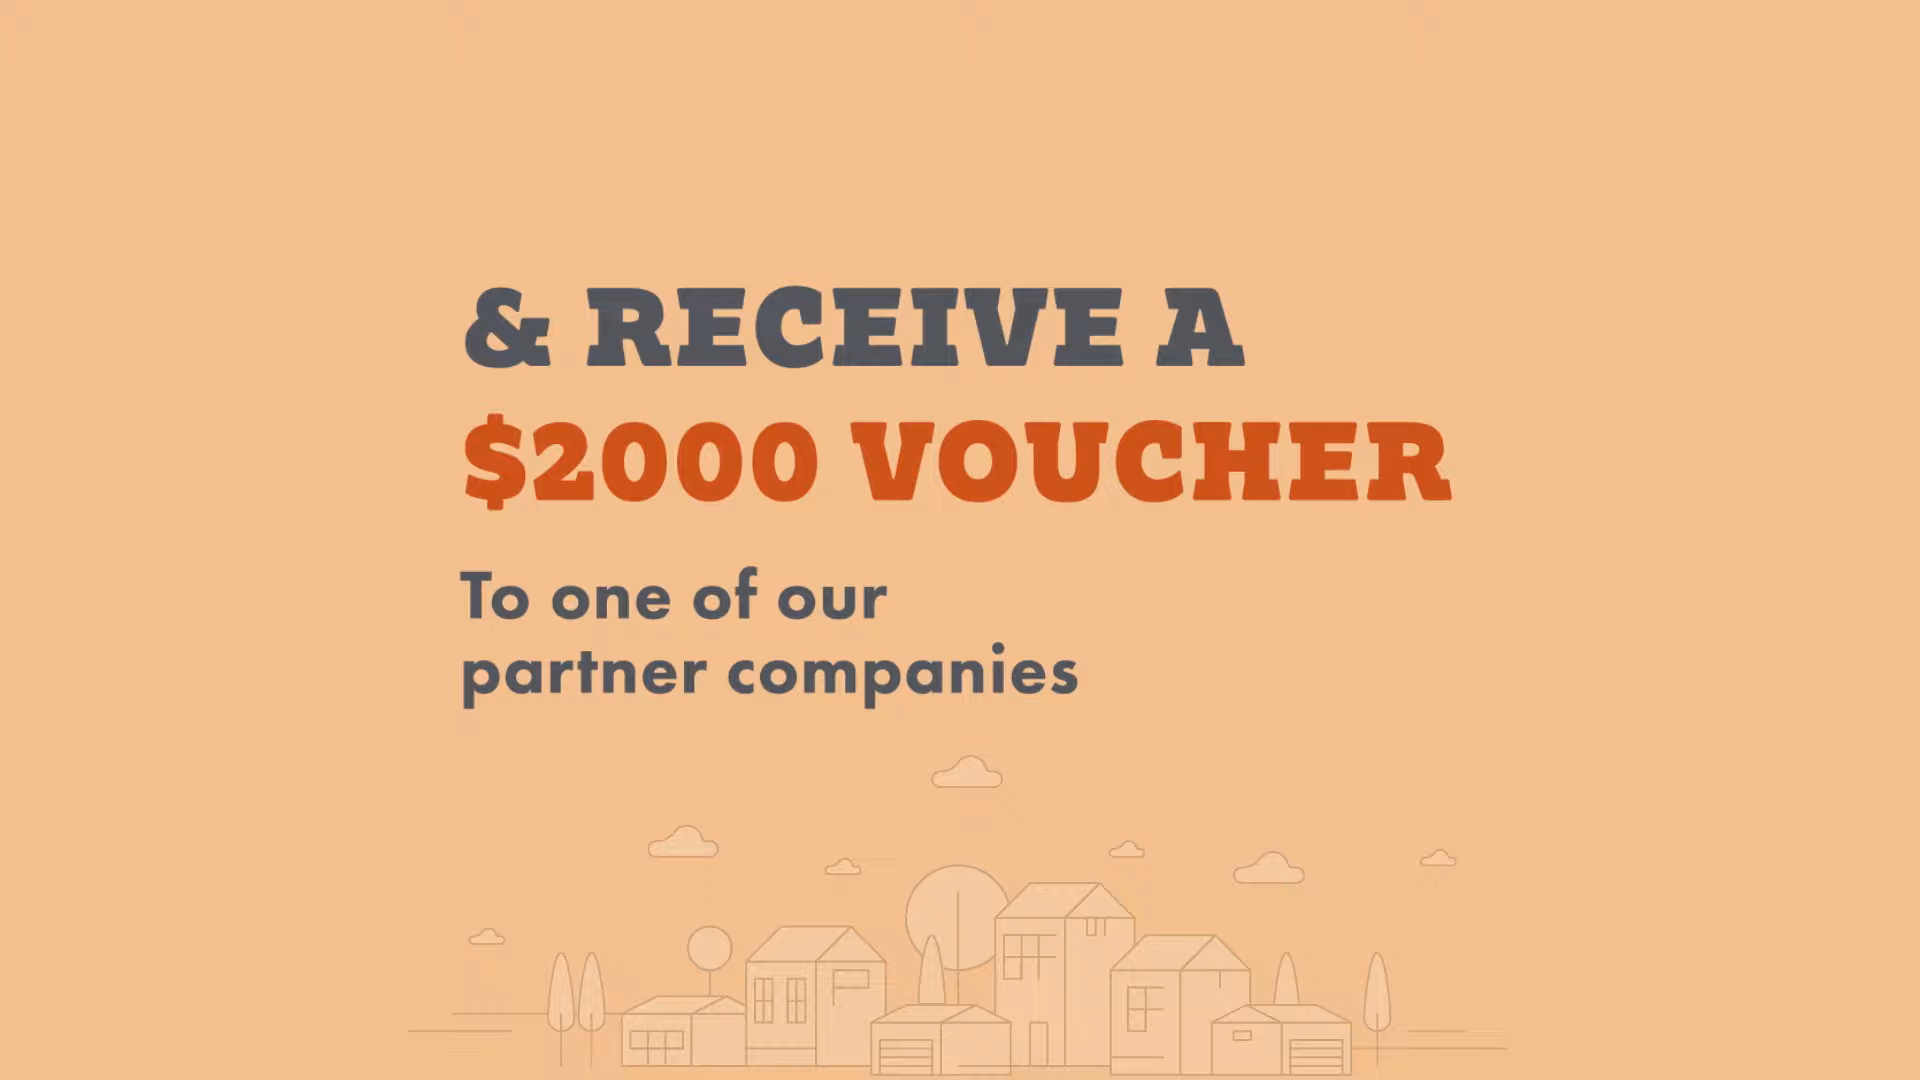 & RECEIVE A
$2000 VOUCHER
To one of our
partner companies